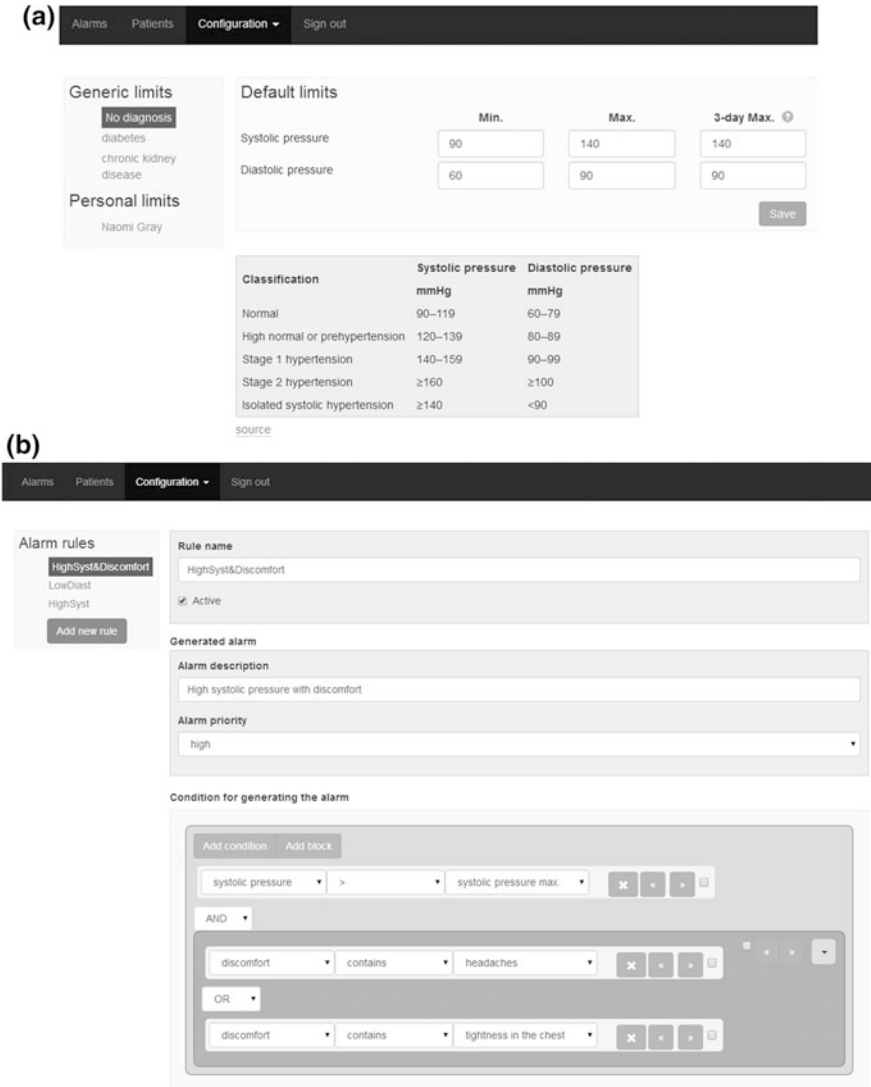 (a)
Alarms Patients Configuration Sign out
Generic limits
No diagnosis
diabetes
chronic kidney
disease
Personal limits
Naomi Gray
Default limits
Min. Max. 3-day Max. ?
Systolic pressure 90 140 140
Diastolic pressure 60 90 90
Save
Classification Systolic pressure Diastolic pressure
mmHg mmHg
Normal 90–119 60–79
High normal or prehypertension 120–139 80–89
Stage 1 hypertension 140–159 90–99
Stage 2 hypertension ≥160 ≥100
Isolated systolic hypertension ≥140 <90
source
(b)
Alarms Patients Configuration Sign out
Alarm rules
HighSyst&Discomfort
LowDiast
HighSyst
Add new rule
Rule name
HighSyst&Discomfort
Active
Generated alarm
Alarm description
High systolic pressure with discomfort
Alarm priority
high
Condition for generating the alarm
Add condition Add block
systolic pressure > systolic pressure max. « »
AND
discomfort contains headaches « »
« »
OR
discomfort contains tightness in the chest « »